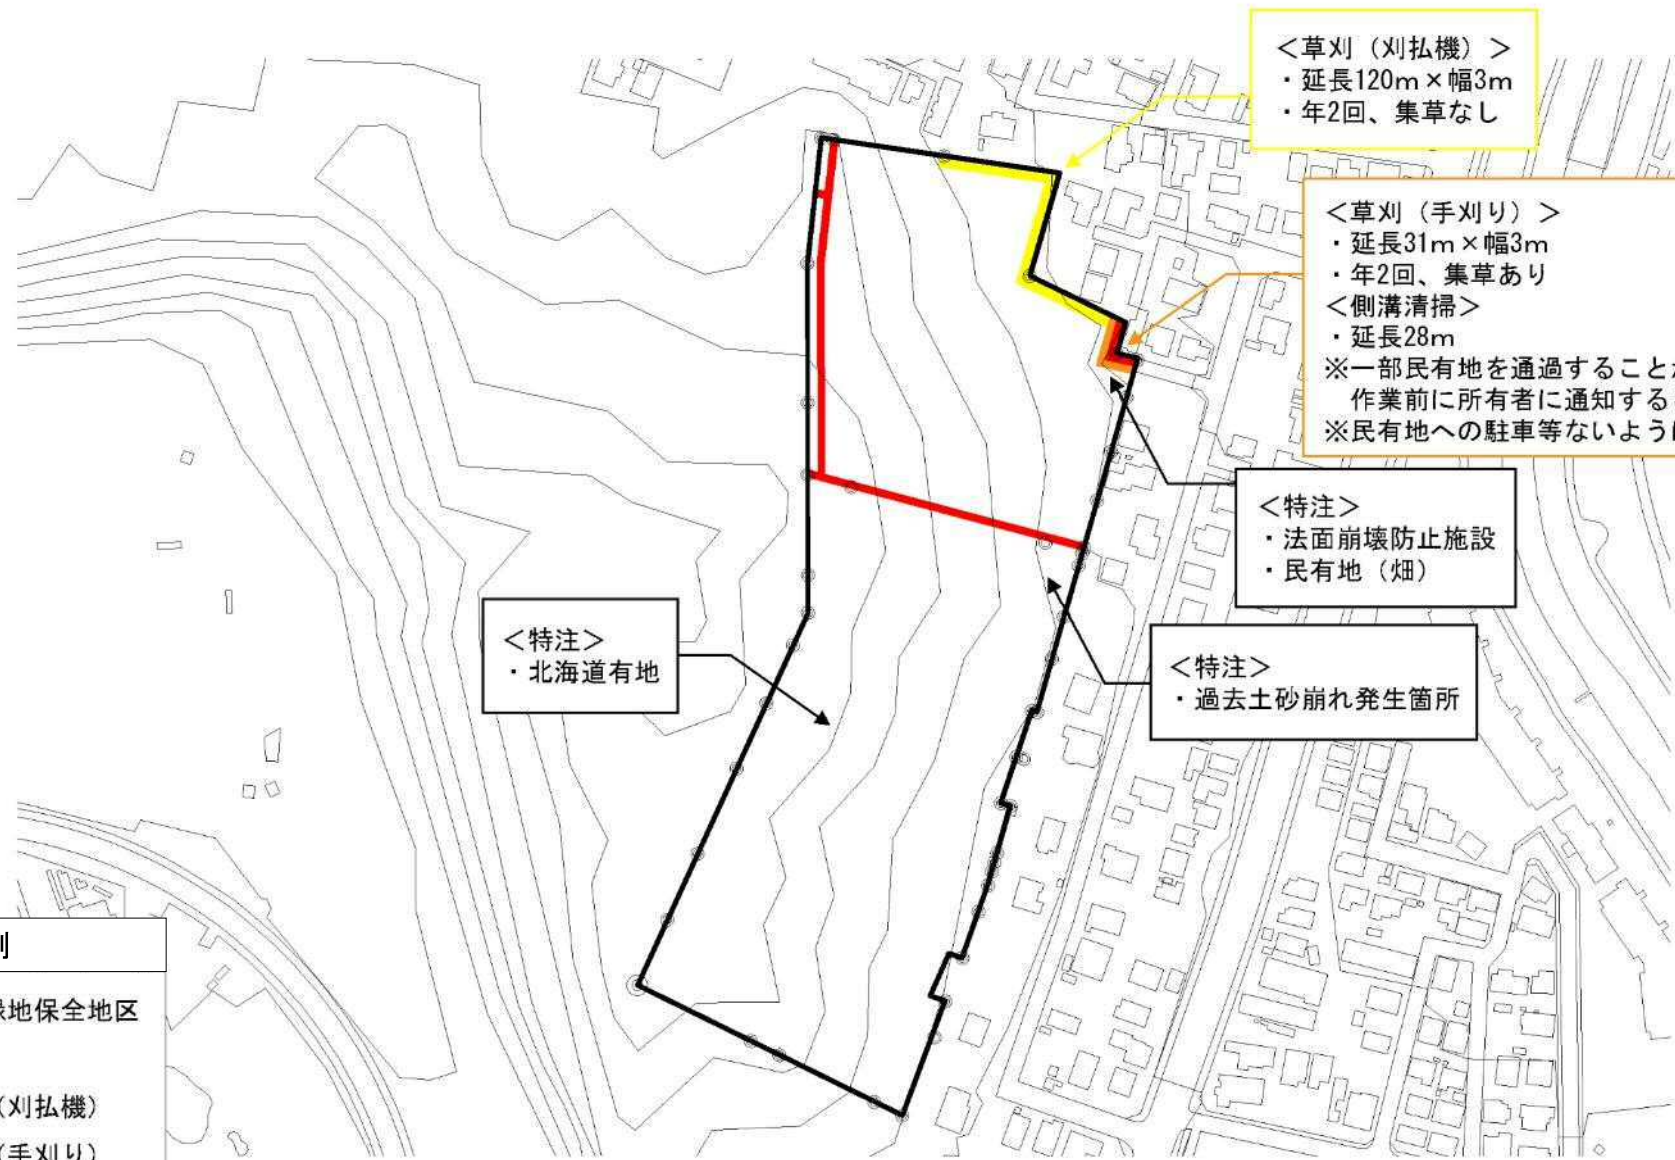 ＜草刈（刈払機）＞
・延長120m×幅3m
・年2回、集草なし
＜草刈（手刈り）＞
・延長31m×幅3m
・年2回、集草あり
＜側溝清掃＞
・延長28m
※一部民有地を通過することが
作業前に所有者に通知する
※民有地への駐車等ないよう
＜特注＞
・法面崩壊防止施設
・民有地（畑）
＜特注＞
・北海道有地
＜特注＞
・過去土砂崩れ発生箇所
例
緑地保全地区
（刈払機）
（手刈り）